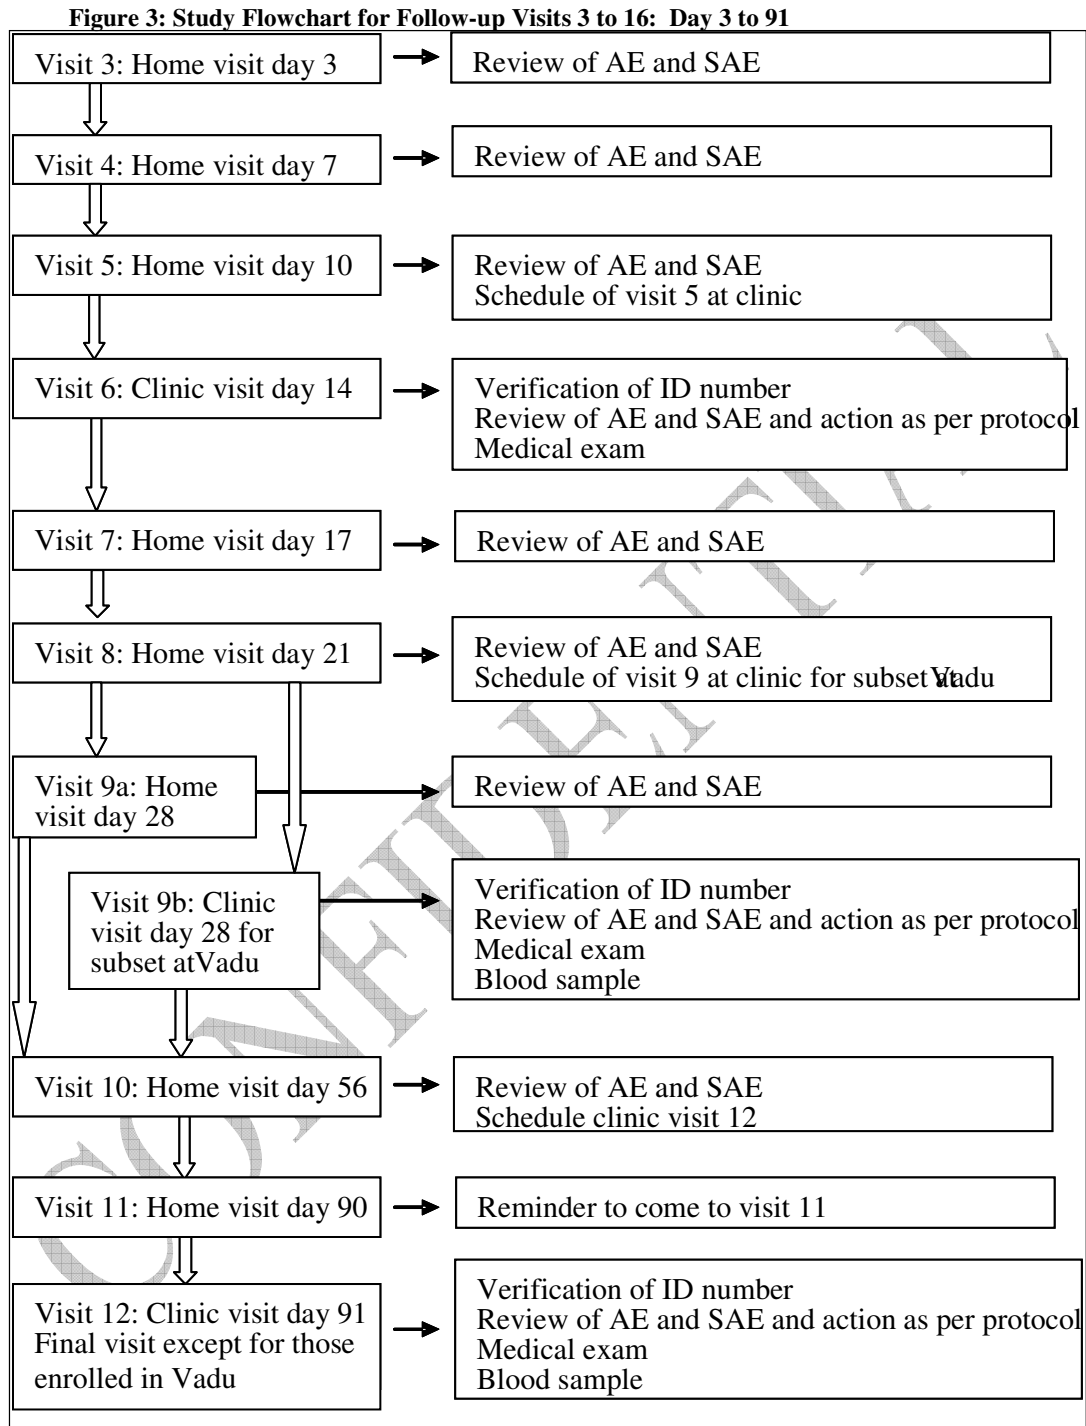 Figure 3: Study Flowchart for Follow-up Visits 3 to 16: Day 3 to 91
Visit 3: Home visit day 3
Review of AE and SAE
Visit 4: Home visit day 7
Review of AE and SAE
Visit 5: Home visit day 10
Review of AE and SAE
Schedule of visit 5 at clinic
Visit 6: Clinic visit day 14
Verification of ID number
Review of AE and SAE and action as per protocol
Medical exam
Visit 7: Home visit day 17
Review of AE and SAE
Visit 8: Home visit day 21
Review of AE and SAE
Schedule of visit 9 at clinic for subset at Vadu
Visit 9a: Home
visit day 28
Review of AE and SAE
Visit 9b: Clinic
visit day 28 for
subset atVadu
Verification of ID number
Review of AE and SAE and action as per protocol
Medical exam
Blood sample
Visit 10: Home visit day 56
Review of AE and SAE
Schedule clinic visit 12
Visit 11: Home visit day 90
Reminder to come to visit 11
Visit 12: Clinic visit day 91
Final visit except for those
enrolled in Vadu
Verification of ID number
Review of AE and SAE and action as per protocol
Medical exam
Blood sample
CONFIDENTIAL